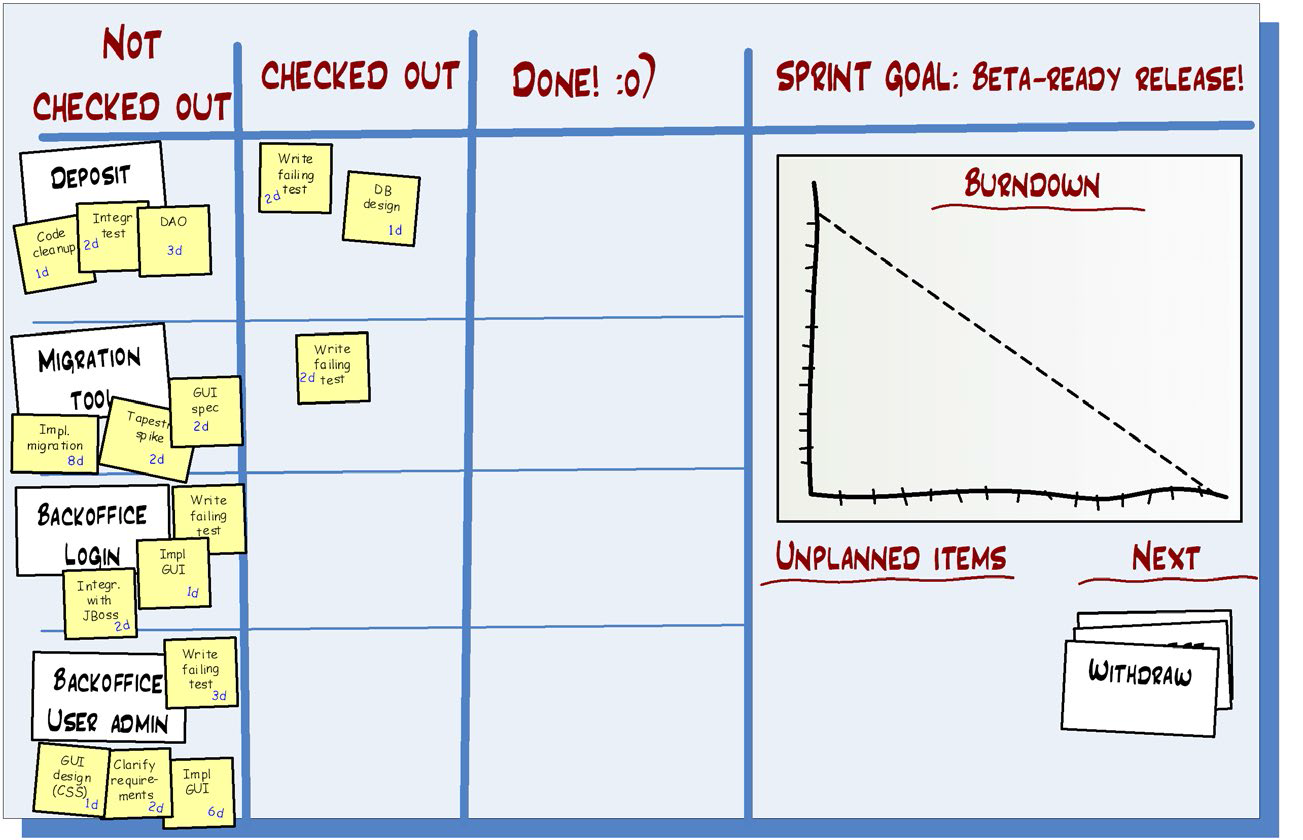 Not
checked out
checked out
Done! :o)
Sprint goal: Beta-ready release!
Deposit
Code
cleanup
1d
Integr
test
2d
DAO
3d
Write
failing
test
2d
DB
design
1d
Burndown
Migration
tool
Impl.
migration
8d
Tapestr
spike
2d
GUI
spec
2d
Write
failing
test
2d
Backoffice
Login
Write
failing
test
Impl
GUI
1d
Integr.
with
JBoss
2d
Backoffice
User admin
Write
failing
test
3d
GUI
design
(CSS)
1d
Clarify
require-
ments
2d
Impl
GUI
6d
Unplanned items
Next
Withdraw